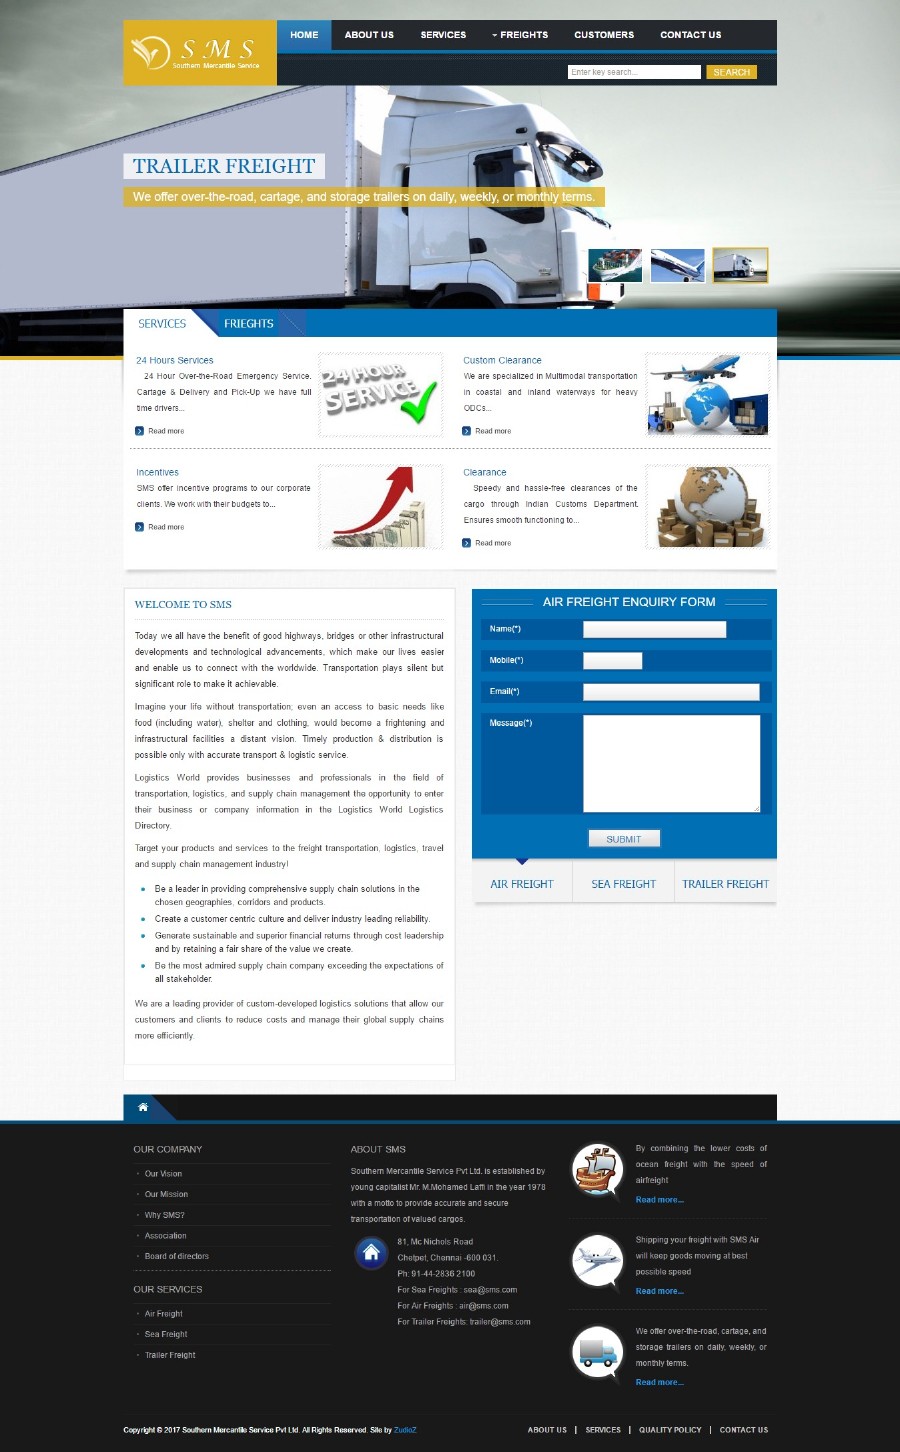 SMS
Southern Mercantile Service
HOME ABOUT US SERVICES FREIGHTS CUSTOMERS CONTACT US
Enter key search... SEARCH
TRAILER FREIGHT
We offer over-the-road, cartage, and storage trailers on daily, weekly, or monthly terms.
SERVICES FRIEGHTS
24 Hours Services
24 Hour Over-the-Road Emergency Service.
Cartage & Delivery and Pick-Up we have full
time drivers...
Read more
24 HOUR
SERVICE
Custom Clearance
We are specialized in Multimodal transportation
in coastal and inland waterways for heavy
ODCs...
Read more
Incentives
SMS offer incentive programs to our corporate
clients. We work with their budgets to...
Read more
Clearance
Speedy and hassle-free clearances of the
cargo through Indian Customs Department.
Ensures smooth functioning to...
Read more
WELCOME TO SMS
Today we all have the benefit of good highways, bridges or other infrastructural
developments and technological advancements, which make our lives easier
and enable us to connect with the worldwide. Transportation plays silent but
significant role to make it achievable.
Imagine your life without transportation; even an access to basic needs like
food (including water), shelter and clothing, would become a frightening and
infrastructural facilities a distant vision. Timely production & distribution is
possible only with accurate transport & logistic service.
Logistics World provides businesses and professionals in the field of
transportation, logistics, and supply chain management the opportunity to enter
their business or company information in the Logistics World Logistics
Directory.
Target your products and services to the freight transportation, logistics, travel
and supply chain management industry!
Be a leader in providing comprehensive supply chain solutions in the
chosen geographies, corridors and products.
Create a customer centric culture and deliver industry leading reliability.
Generate sustainable and superior financial returns through cost leadership
and by retaining a fair share of the value we create.
Be the most admired supply chain company exceeding the expectations of
all stakeholder.
We are a leading provider of custom-developed logistics solutions that allow our
customers and clients to reduce costs and manage their global supply chains
more efficiently.
AIR FREIGHT ENQUIRY FORM
Name(*)
Mobile(*)
Email(*)
Message(*)
SUBMIT
AIR FREIGHT SEA FREIGHT TRAILER FREIGHT
OUR COMPANY
Our Vision
Our Mission
Why SMS?
Association
Board of directors
OUR SERVICES
Air Freight
Sea Freight
Trailer Freight
ABOUT SMS
Southern Mercantile Service Pvt Ltd. is established by
young capitalist Mr. M.Mohamed Laffi in the year 1978
with a motto to provide accurate and secure
transportation of valued cargos.
81, Mc Nichols Road
Chetpet, Chennai -600 031.
Ph: 91-44-2836 2100
For Sea Freights : sea@sms.com
For Air Freights : air@sms.com
For Trailer Freights: trailer@sms.com
By combining the lower costs of
ocean freight with the speed of
airfreight
Read more...
Shipping your freight with SMS Air
will keep goods moving at best
possible speed
Read more...
We offer over-the-road, cartage, and
storage trailers on daily, weekly, or
monthly terms.
Read more...
Copyright © 2017 Southern Mercantile Service Pvt Ltd. All Rights Reserved. Site by ZudioZ
ABOUT US | SERVICES | QUALITY POLICY | CONTACT US